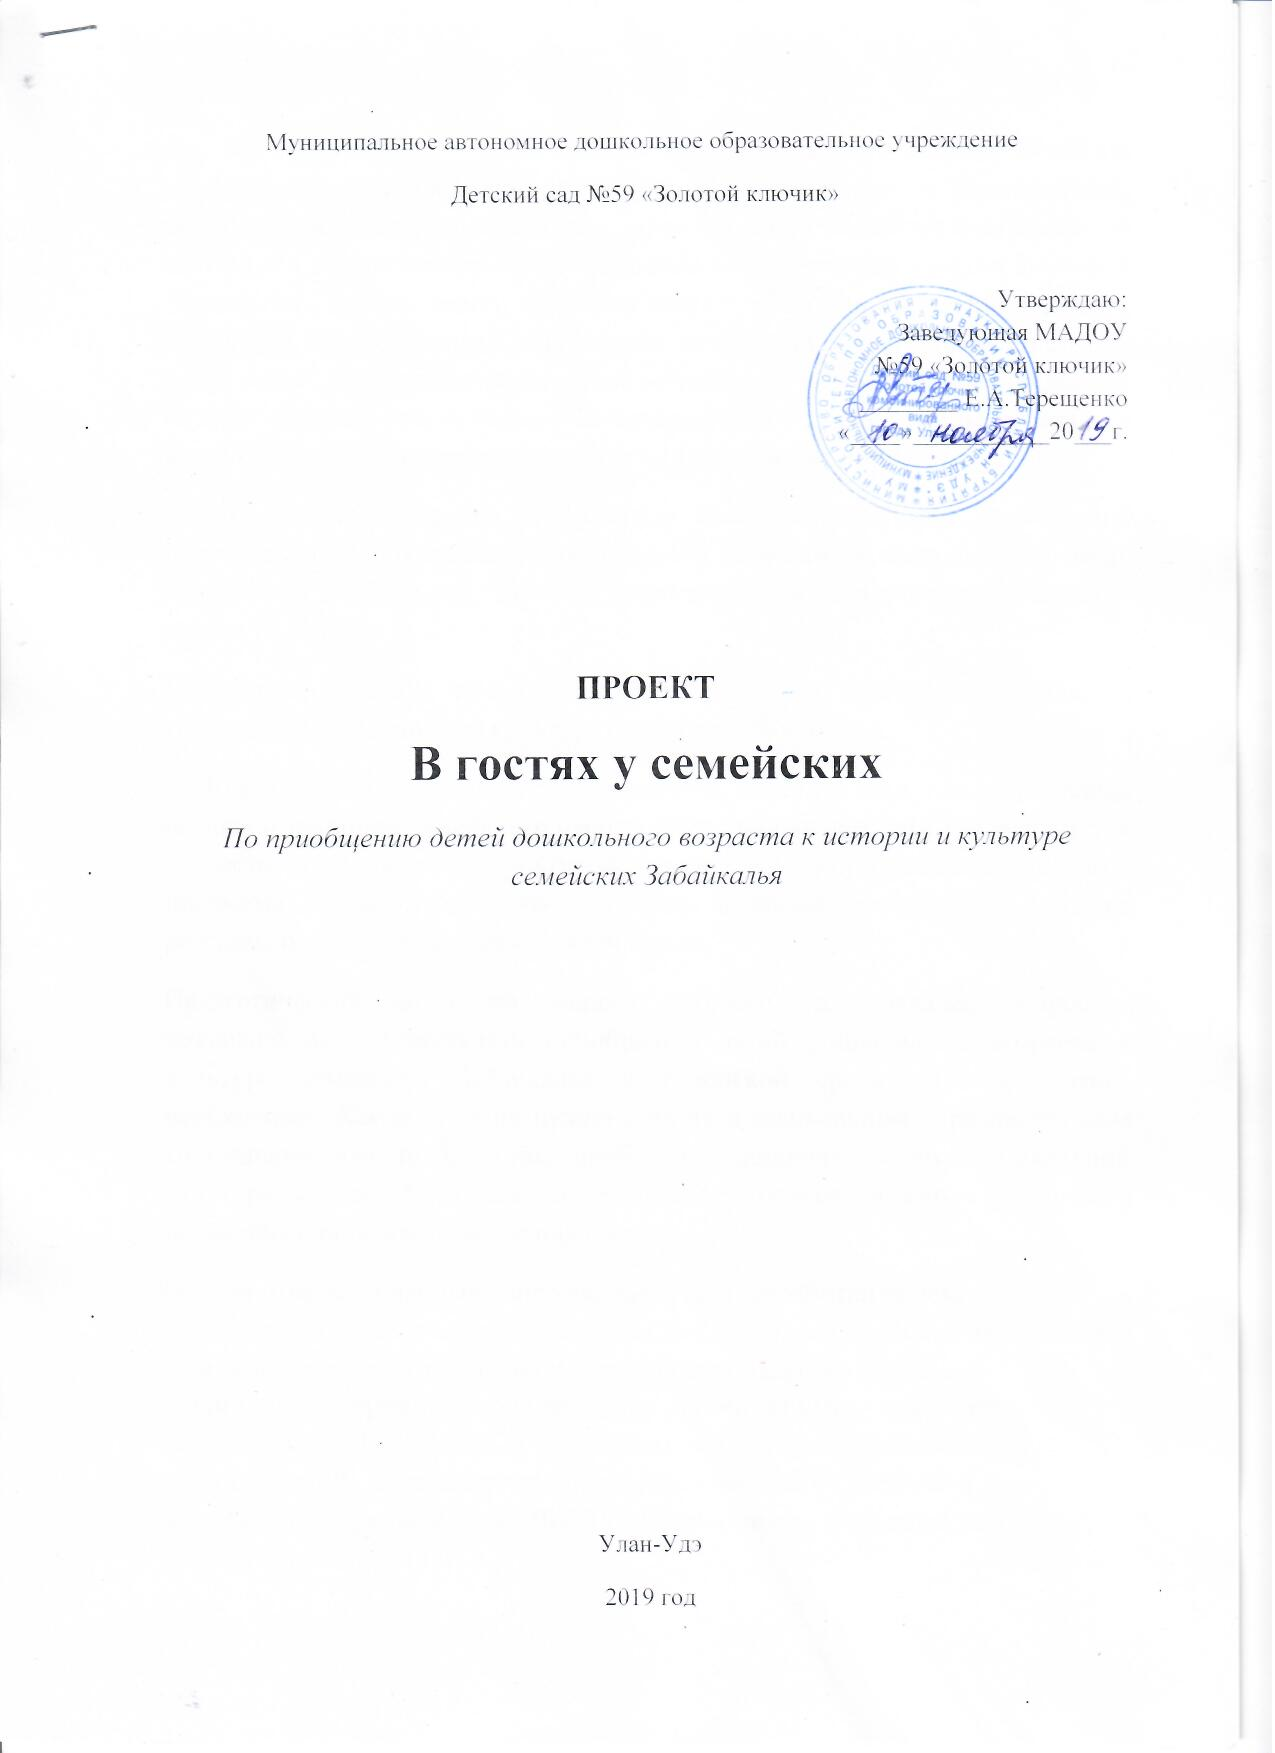 Муниципальное автономное дошкольное образовательное учреждение
Детский сад №59 «Золотой ключик»
Утверждаю:
Заведующая МАДОУ
№59 «Золотой ключик»
Е.А.Терещенко
«10» ноября 2019г.
ПРОЕКТ
В гостях у семейских
По приобщению детей дошкольного возраста к истории и культуре
семейских Забайкалья
Улан-Удэ
2019 год